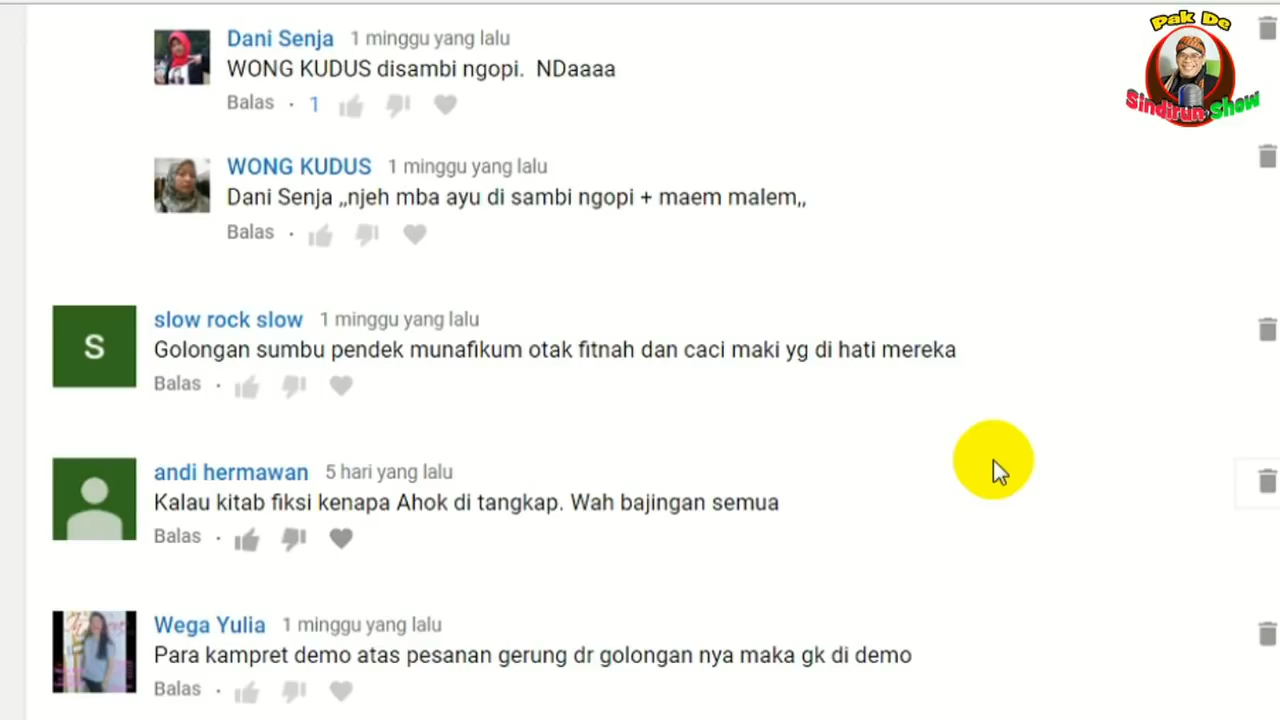 Pak De
Sindirun Show
Dani Senja 1 minggu yang lalu
WONG KUDUS disambi ngopi. NDaaaa
Balas · 1
WONG KUDUS 1 minggu yang lalu
Dani Senja ,,njeh mba ayu di sambi ngopi + maem malem,,
Balas ·
S
slow rock slow 1 minggu yang lalu
Golongan sumbu pendek munafikum otak fitnah dan caci maki yg di hati mereka
Balas ·
andi hermawan 5 hari yang lalu
Kalau kitab fiksi kenapa Ahok di tangkap. Wah bajingan semua
Balas ·
Wega Yulia 1 minggu yang lalu
Para kampret demo atas pesanan gerung dr golongan nya maka gk di demo
Balas ·